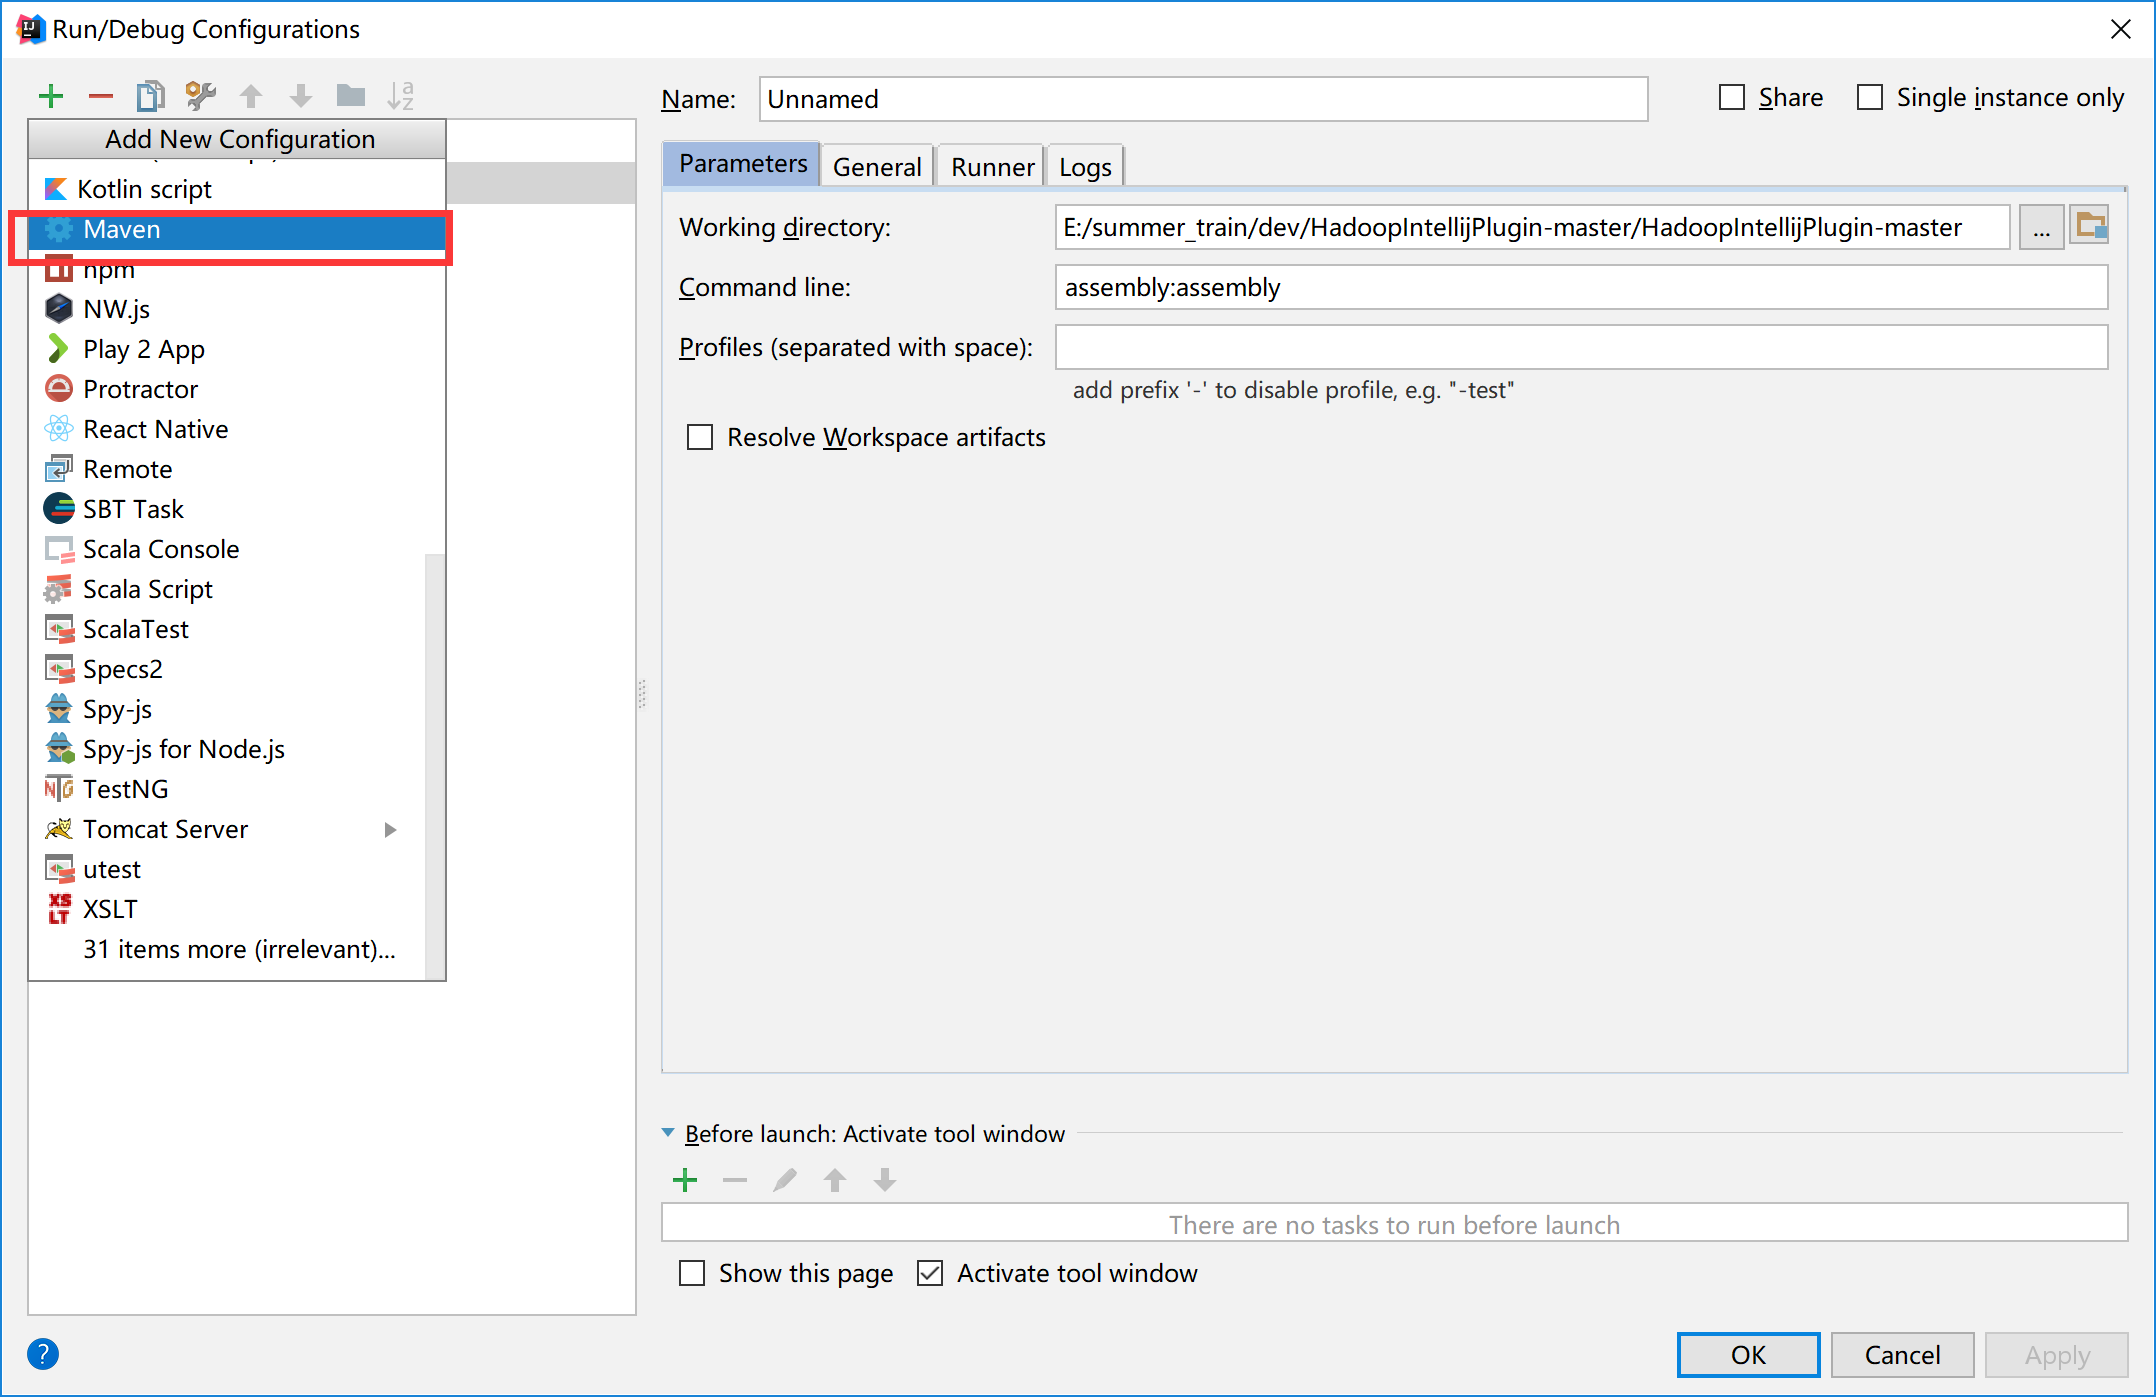 Run/Debug Configurations
Name: Unnamed
Share
Single instance only
Add New Configuration
Kotlin script
Maven
npm
NW.js
Play 2 App
Protractor
React Native
Remote
SBT Task
Scala Console
Scala Script
ScalaTest
Specs2
Spy-js
Spy-js for Node.js
TestNG
Tomcat Server
utest
XSLT
31 items more (irrelevant)...
Parameters
General
Runner
Logs
Working directory: E:/summer_train/dev/HadoopIntellijPlugin-master/HadoopIntellijPlugin-master ...
Command line: assembly:assembly
Profiles (separated with space):
add prefix '-' to disable profile, e.g. "-test"
Resolve Workspace artifacts
Before launch: Activate tool window
There are no tasks to run before launch
Show this page
Activate tool window
?
OK
Cancel
Apply